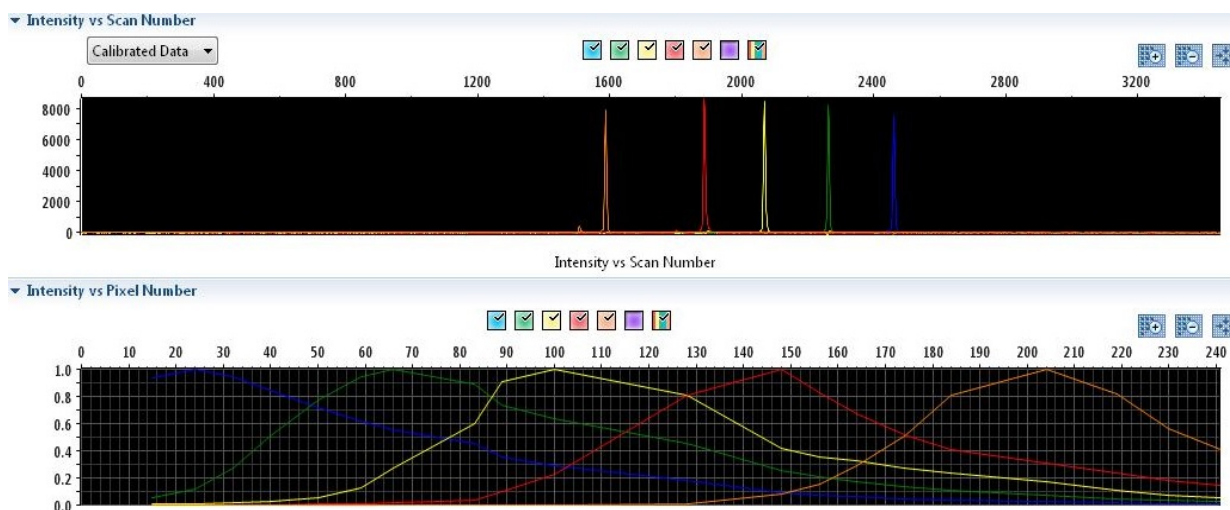 Intensity vs Scan Number
Calibrated Data
0 400 800 1200 1600 2000 2400 2800 3200
8000
6000
4000
2000
0
Intensity vs Scan Number
Intensity vs Pixel Number
0 10 20 30 40 50 60 70 80 90 100 110 120 130 140 150 160 170 180 190 200 210 220 230 240
1.0
0.8
0.6
0.4
0.2
0.0